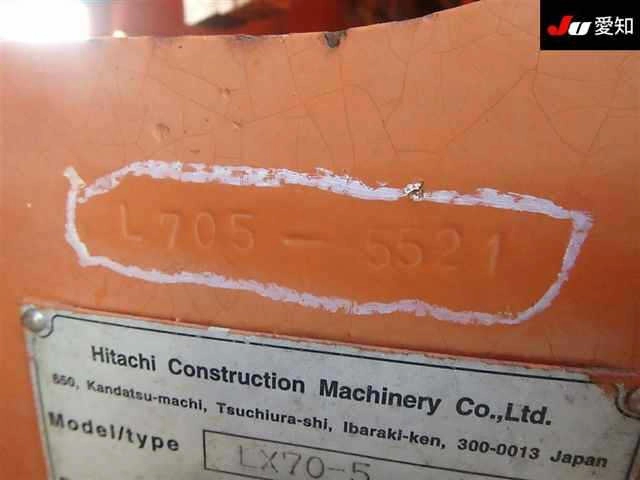 JU 愛知
L705-5521
Hitachi Construction Machinery Co.,Ltd.
650, Kandatsu-machi, Tsuchiura-shi, Ibaraki-ken, 300-0013 Japan
Model/type LX70-5